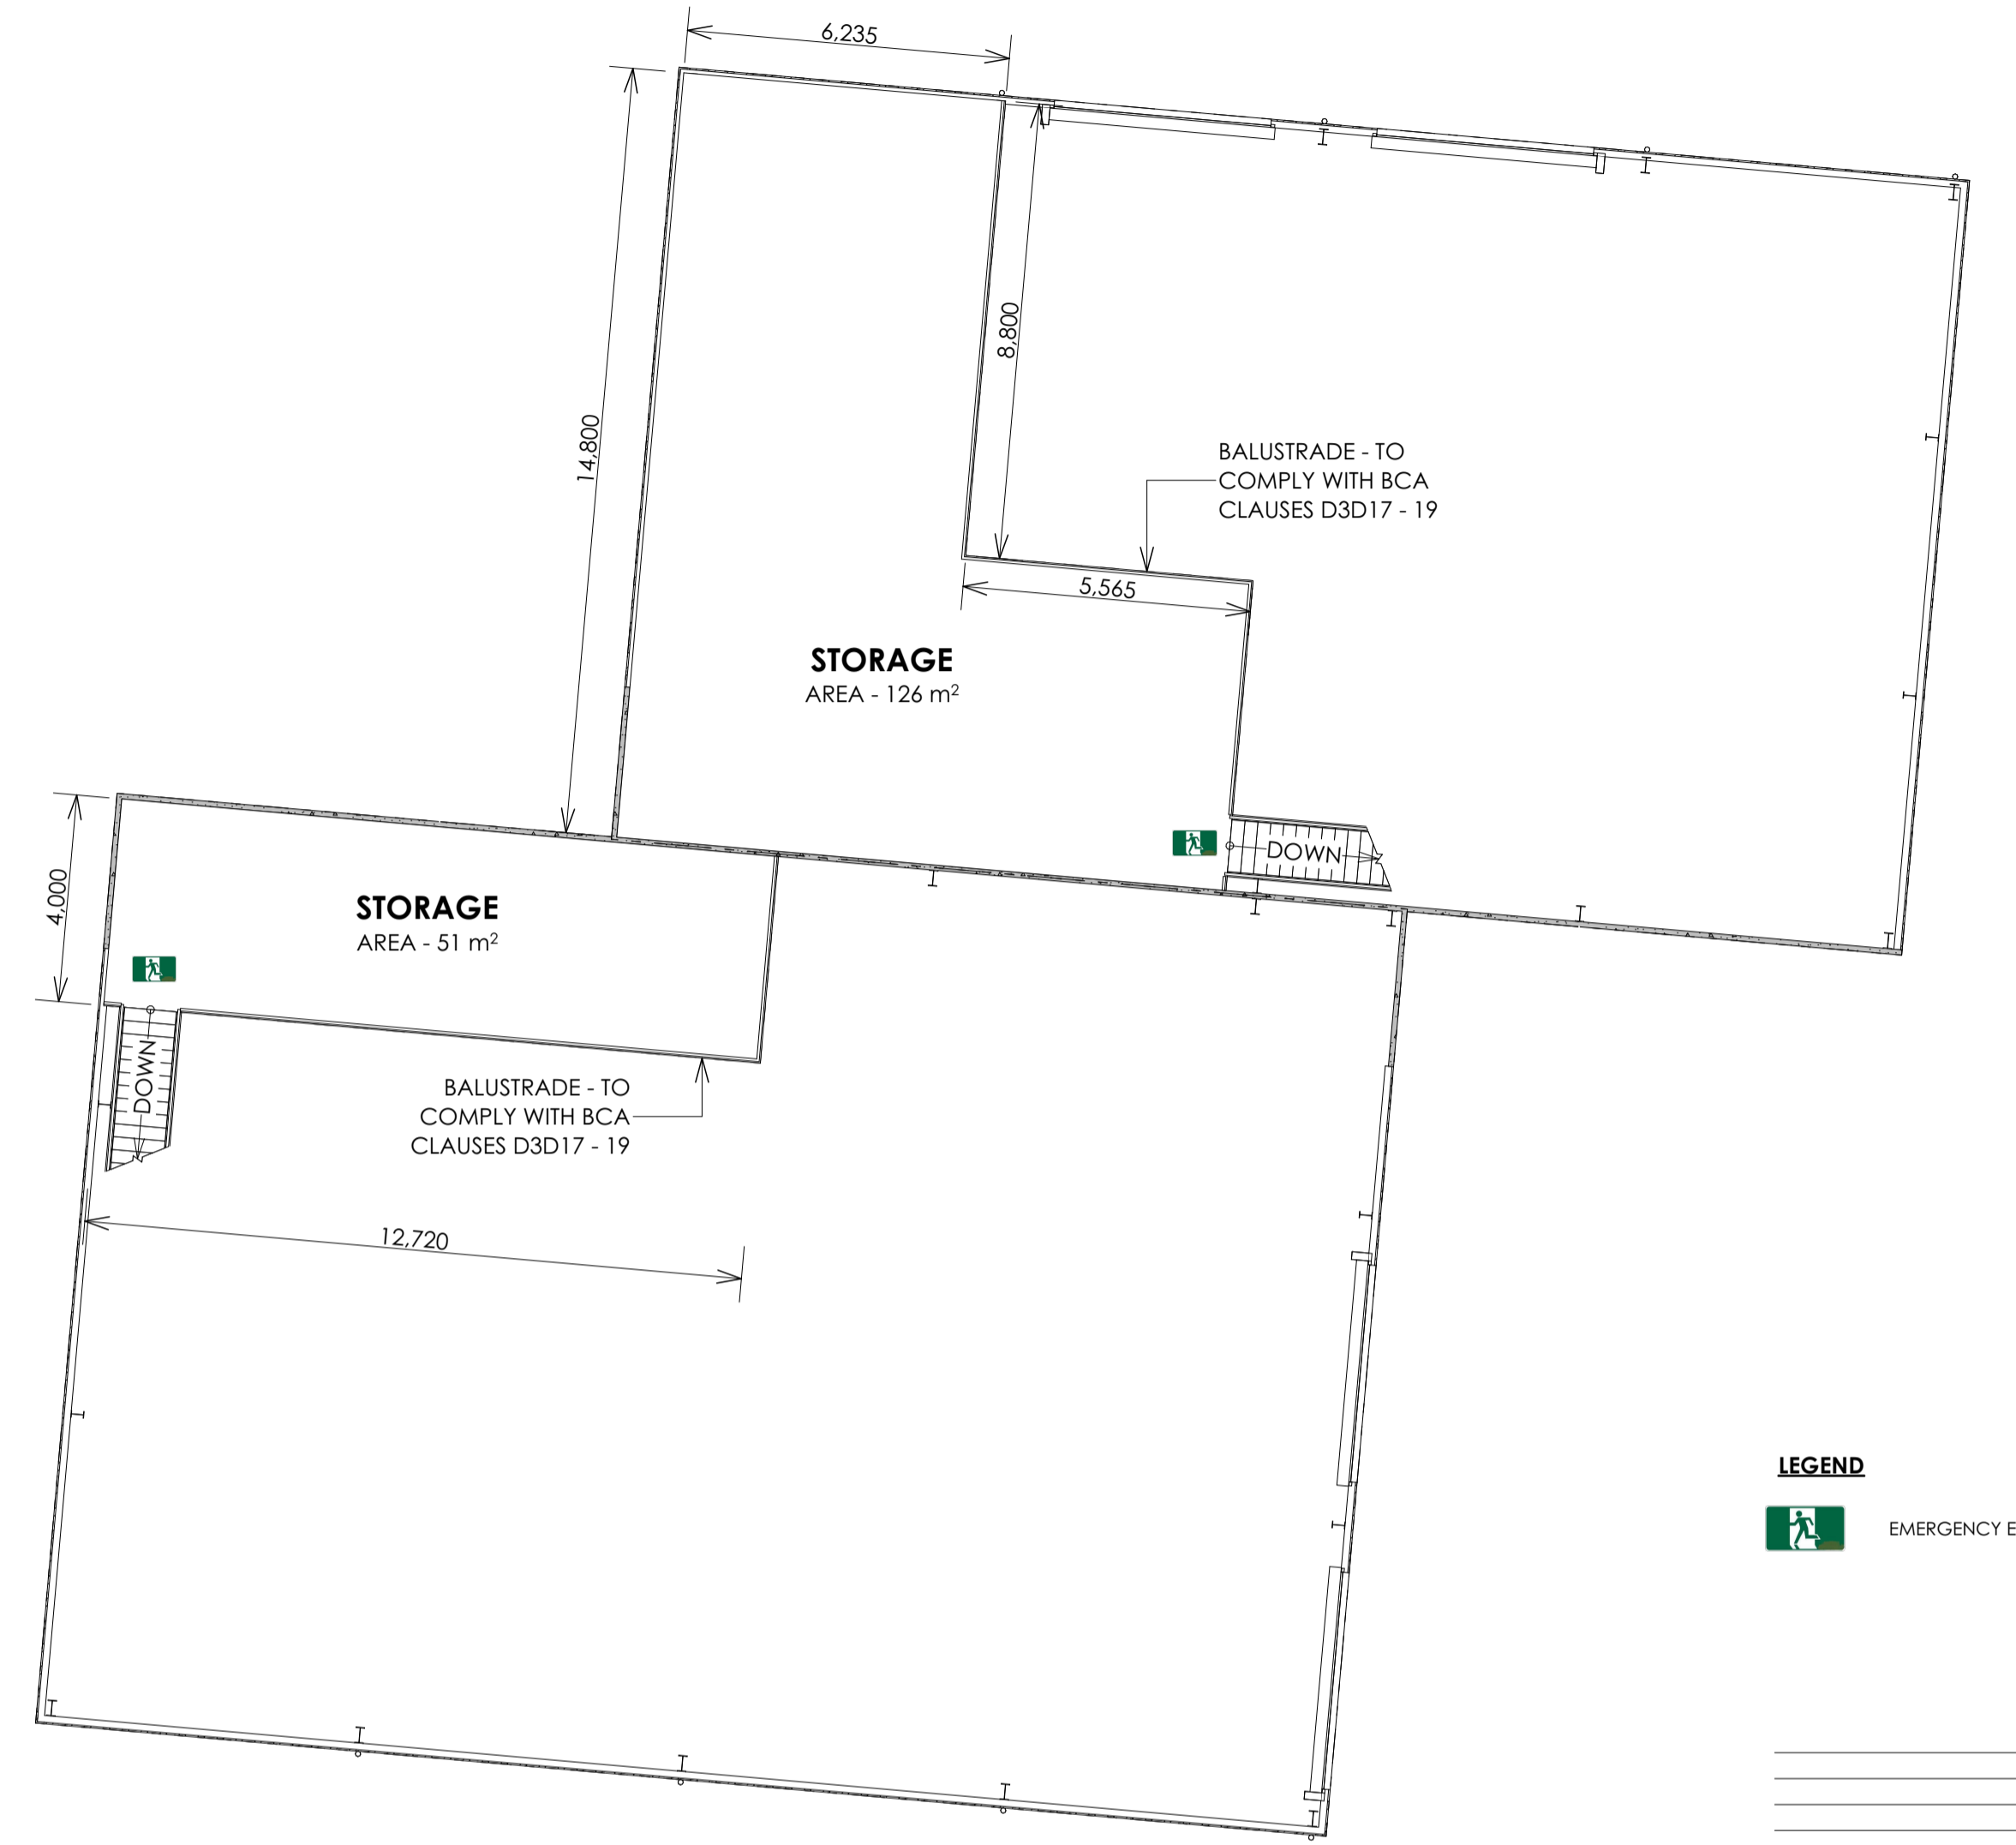 6,235
14,800
8,800
BALUSTRADE - TO
COMPLY WITH BCA
CLAUSES D3D17 - 19
5,565
STORAGE
AREA - 126 m²
DOWN
4,000
STORAGE
AREA - 51 m²
DOWN
BALUSTRADE - TO
COMPLY WITH BCA
CLAUSES D3D17 - 19
12,720
LEGEND
EMERGENCY E